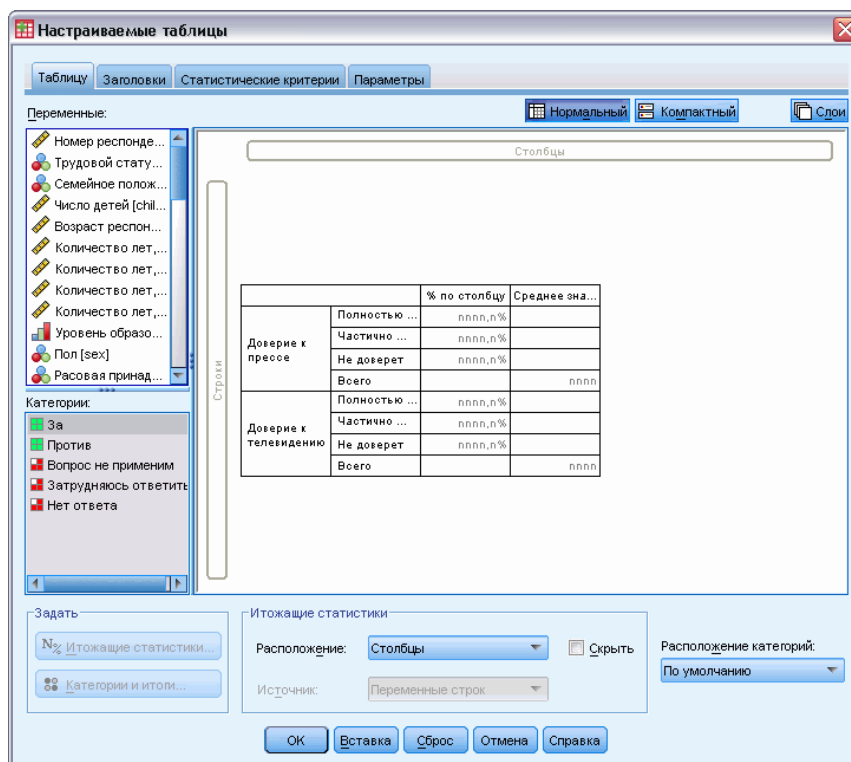 Настраиваемые таблицы
Таблицу Заголовки Статистические критерии Параметры
Переменные:
Нормальный Компактный Слои
Номер респонде...
Трудовой стату...
Семейное полож...
Число детей [chil...
Возраст респон...
Количество лет,...
Количество лет,...
Количество лет,...
Количество лет,...
Уровень образо...
Пол [sex]
Расовая принад...
Категории:
За
Против
Вопрос не применим
Затрудняюсь ответить
Нет ответа
Столбцы
Строки
% по столбцу Среднее зна...
Доверие к прессе
Полностью ... nnnn,n%
Частично ... nnnn,n%
Не доверет nnnn,n%
Всего nnnn
Доверие к телевидению
Полностью ... nnnn,n%
Частично ... nnnn,n%
Не доверет nnnn,n%
Всего nnnn
Задать
N% Итожащие статистики...
Категории и итоги...
Итожащие статистики
Расположение: Столбцы Скрыть
Источник: Переменные строк
Расположение категорий:
По умолчанию
OK Вставка Сброс Отмена Справка